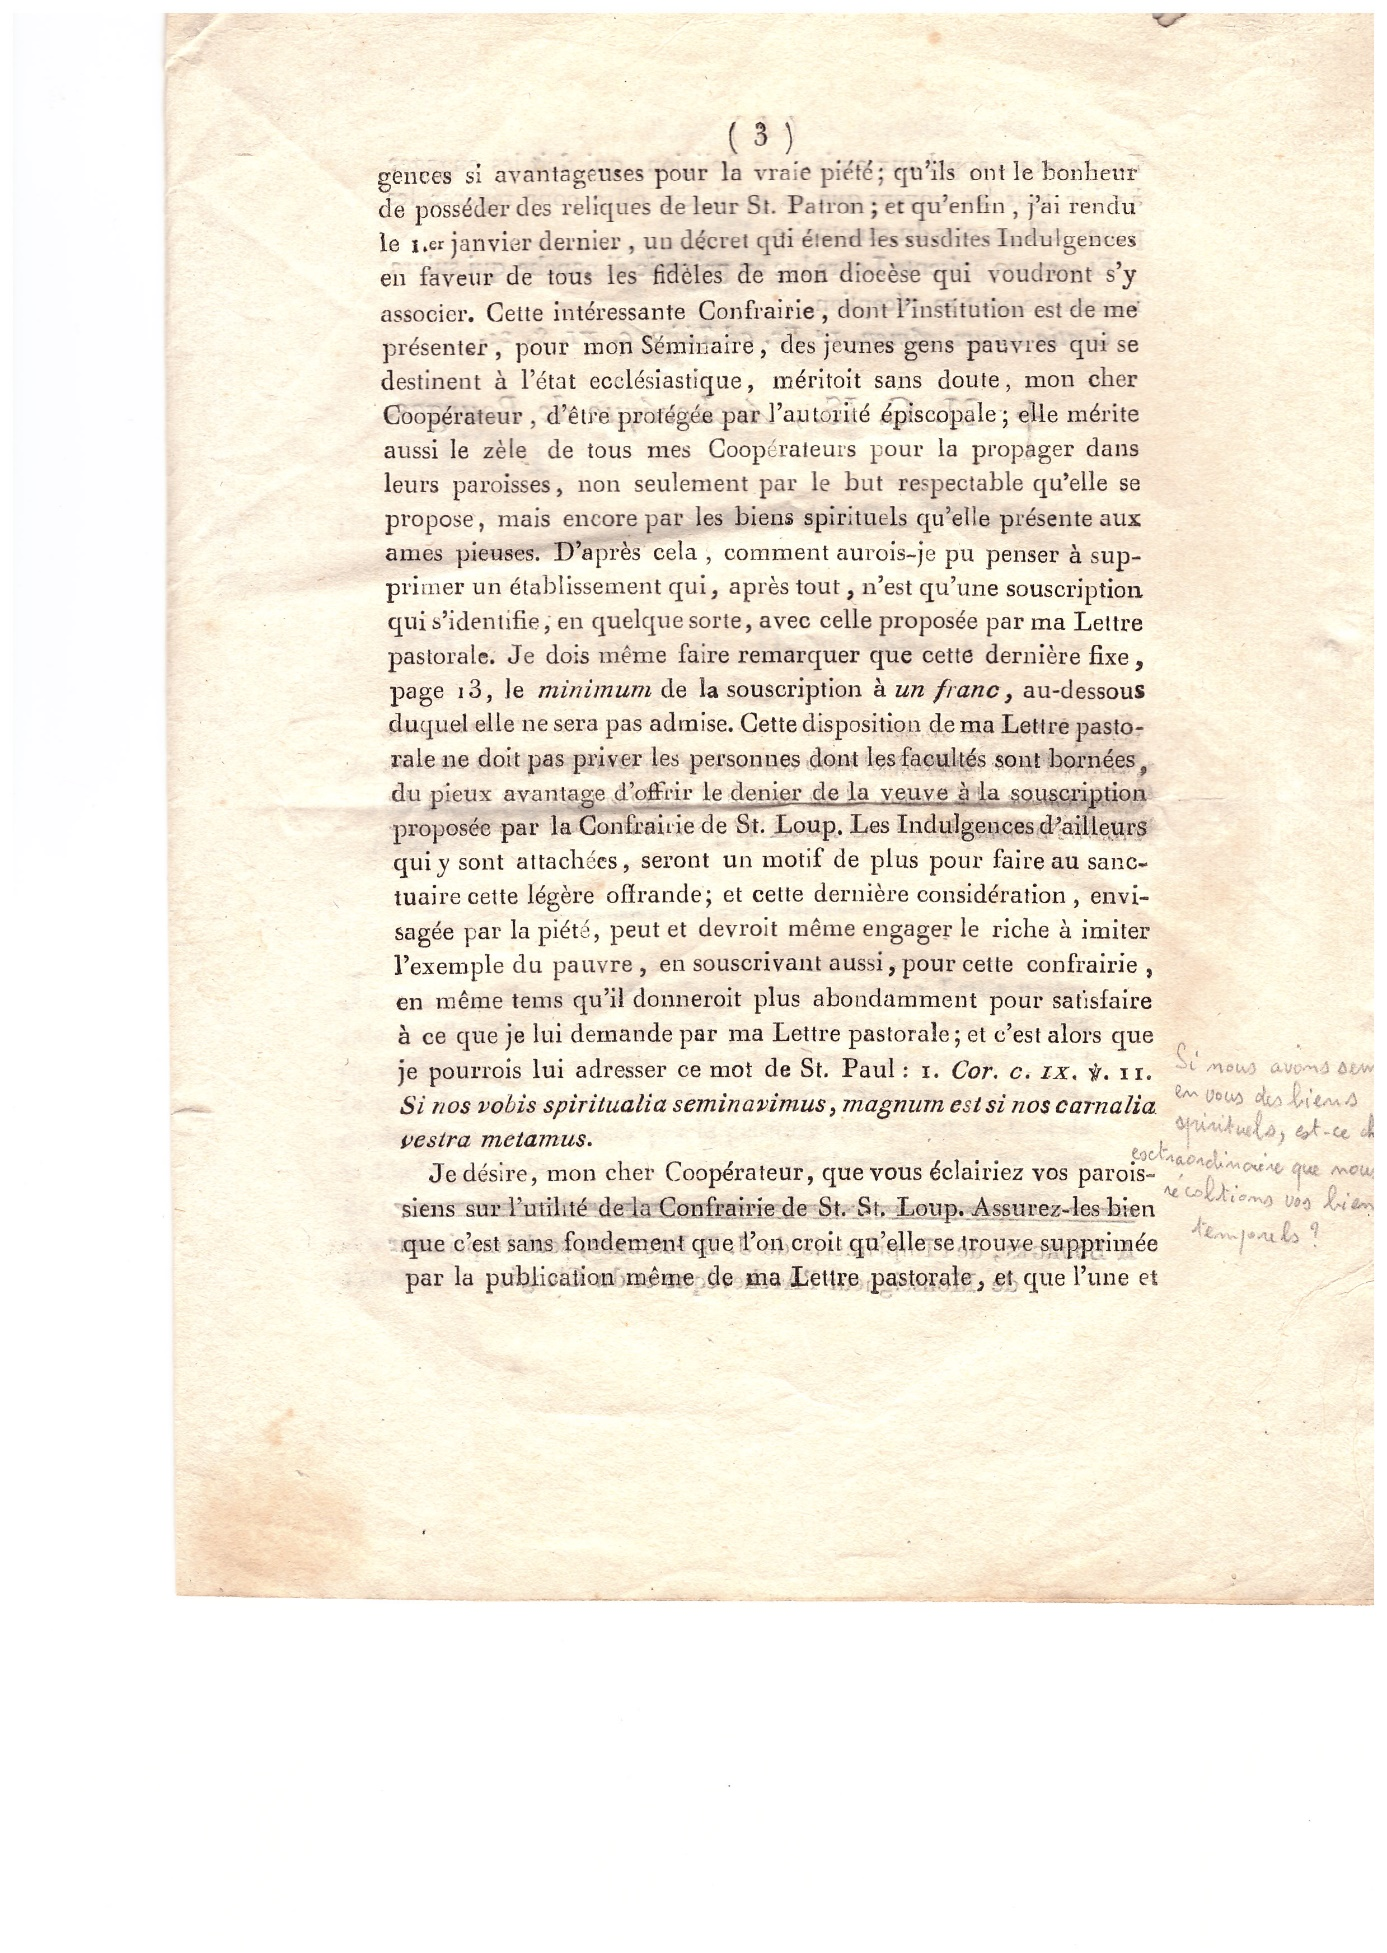 ( 3 )
gences si avantageuses pour la vraie piété ; qu'ils ont le bonheur
de posséder des reliques de leur St. Patron ; et qu'enfin , j'ai rendu
le 1.er janvier dernier , un décret qui étend les susdites Indulgences
en faveur de tous les fidèles de mon diocèse qui voudront s'y
associer. Cette intéressante Confrairie , dont l'institution est de me
présenter , pour mon Séminaire , des jeunes gens pauvres qui se
destinent à l'état ecclésiastique , méritoit sans doute , mon cher
Coopérateur , d'être protégée par l'autorité épiscopale ; elle mérite
aussi le zèle de tous mes Coopérateurs pour la propager dans
leurs paroisses , non seulement par le but respectable qu'elle se
propose , mais encore par les biens spirituels qu'elle présente aux
ames pieuses. D'après cela , comment aurois-je pu penser à sup-
primer un établissement qui , après tout , n'est qu'une souscription
qui s'identifie , en quelque sorte , avec celle proposée par ma Lettre
pastorale. Je dois même faire remarquer que cette dernière fixe ,
page 13 , le minimum de la souscription à un franc , au-dessous
duquel elle ne sera pas admise. Cette disposition de ma Lettre pasto-
rale ne doit pas priver les personnes dont les facultés sont bornées ,
du pieux avantage d'offrir le denier de la veuve à la souscription
proposée par la Confrairie de St. Loup. Les Indulgences d'ailleurs
qui y sont attachées , seront un motif de plus pour faire au sanc-
tuaire cette légère offrande ; et cette dernière considération , envi-
sagée par la piété , peut et devroit même engager le riche à imiter
l'exemple du pauvre , en souscrivant aussi , pour cette confrairie ,
en même tems qu'il donneroit plus abondamment pour satisfaire
à ce que je lui demande par ma Lettre pastorale ; et c'est alors que
je pourrois lui adresser ce mot de St. Paul : 1. Cor. c. IX. ℣. 11.
Si nos vobis spiritualia seminavimus , magnum est si nos carnalia
vestra metamus.
Je désire , mon cher Coopérateur , que vous éclairiez vos parois-
siens sur l'utilité de la Confrairie de St. St. Loup. Assurez-les bien
que c'est sans fondement que l'on croit qu'elle se trouve supprimée
par la publication même de ma Lettre pastorale , et que l'une et
Si nous avons sem
en vous des biens
spirituels, est-ce ch
extraordinaire que nous
récoltions vos bien
temporels ?